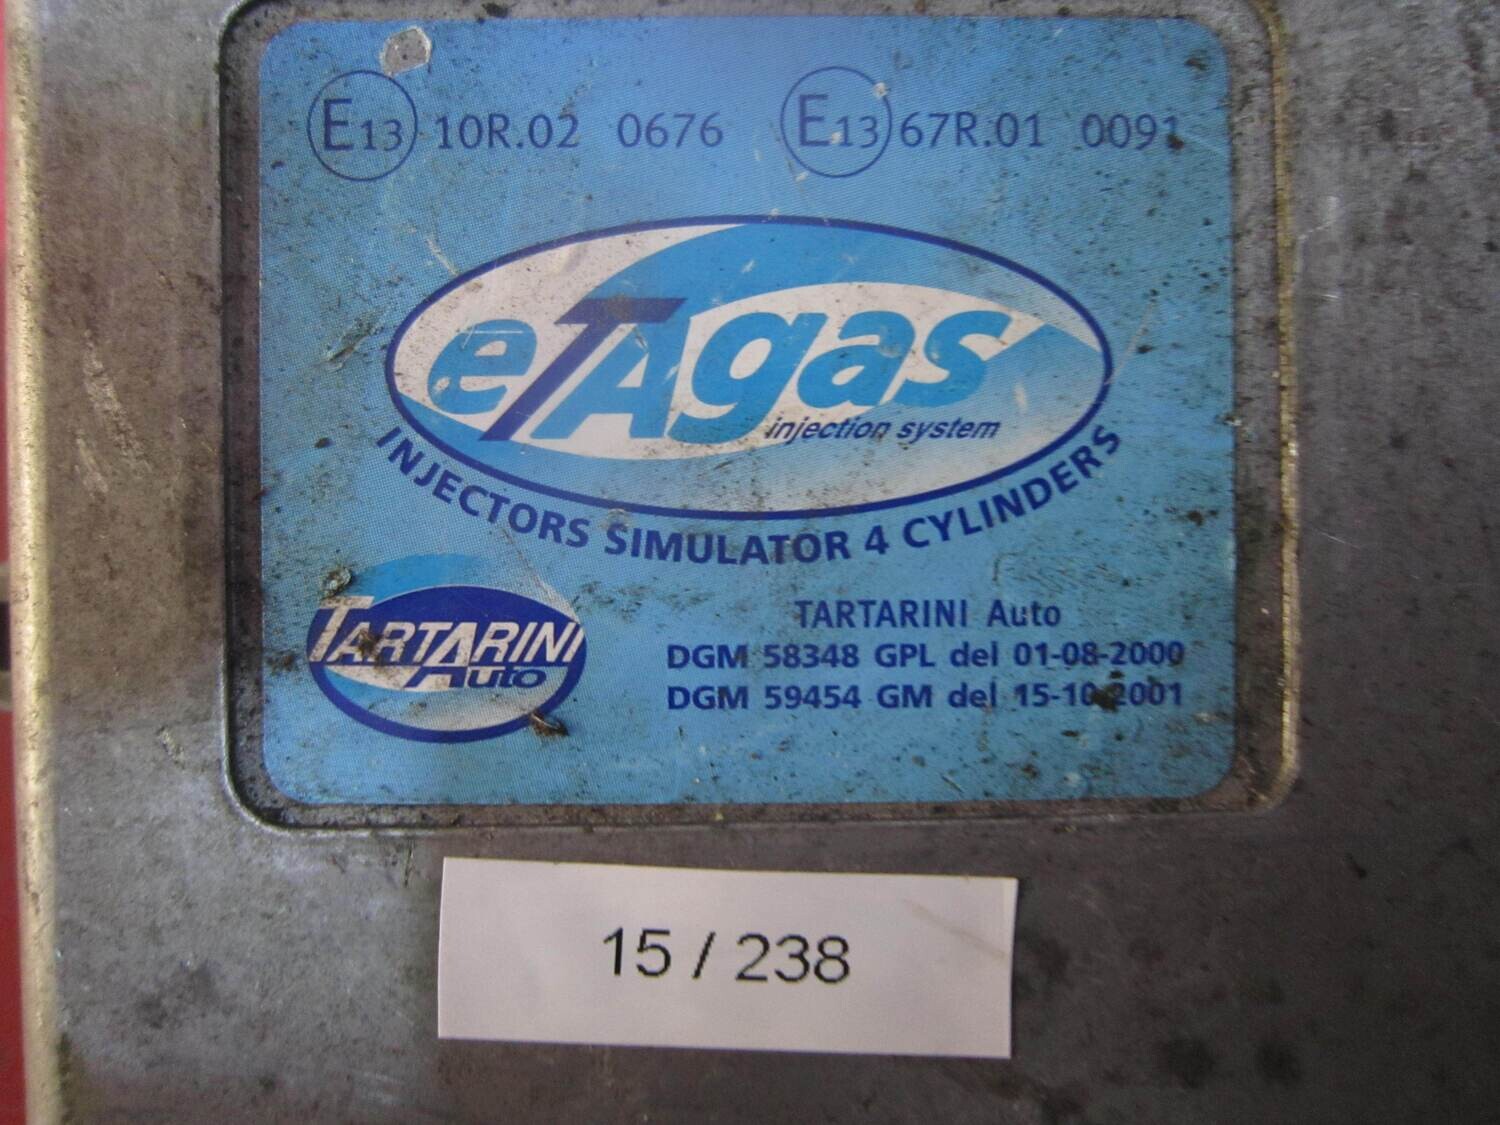 E13 10R.02 0676 E13 67R.01 0091
eTAgas
injection system
INJECTORS SIMULATOR 4 CYLINDERS
TARTARINI
Auto
TARTARINI Auto
DGM 58348 GPL del 01-08-2000
DGM 59454 GM del 15-10-2001
15 / 238